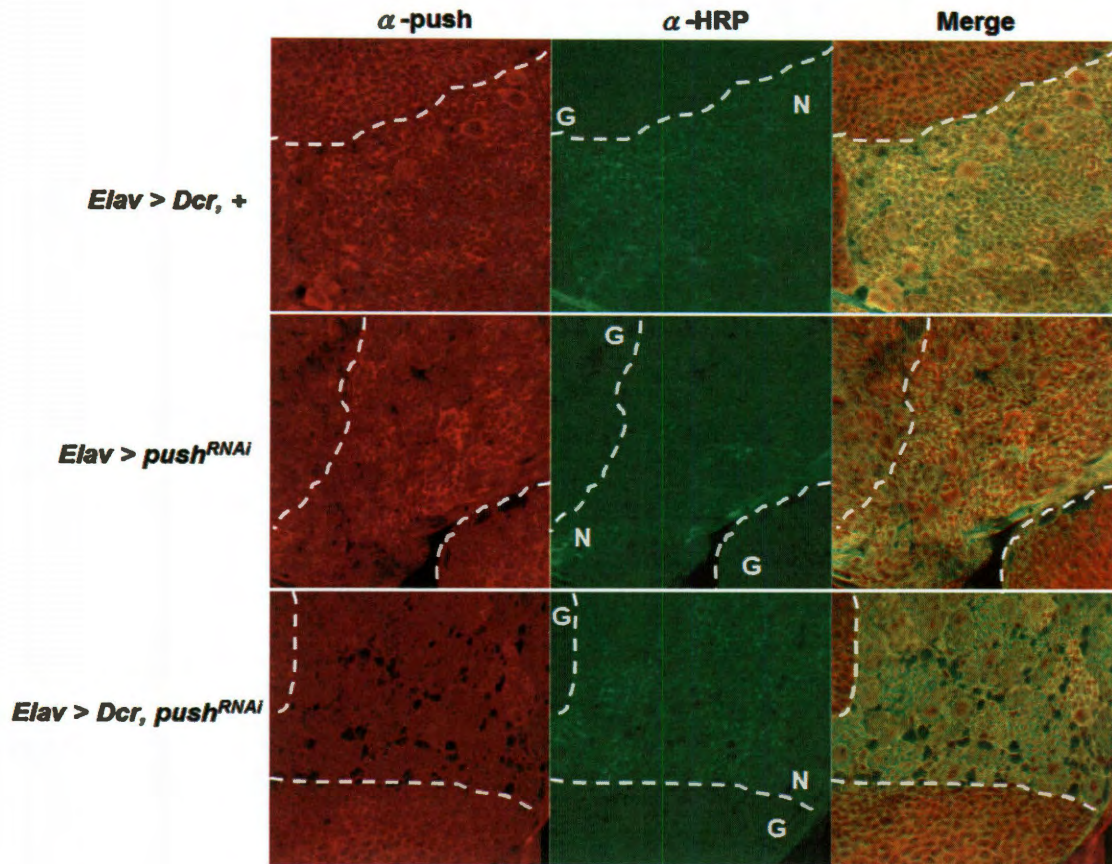 α-push α-HRP Merge
Elav > Dcr, +
G N
Elav > push^RNAi
G
N
G
Elav > Dcr, push^RNAi
G
N
G